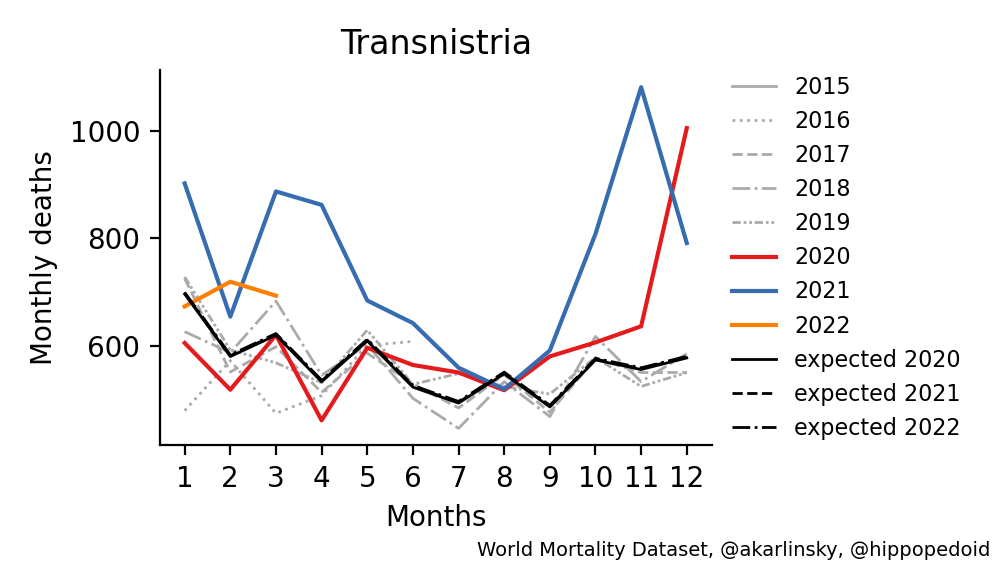 Transnistria
Monthly deaths
1000
800
600
1 2 3 4 5 6 7 8 9 10 11 12
Months
2015
2016
2017
2018
2019
2020
2021
2022
expected 2020
expected 2021
expected 2022
World Mortality Dataset, @akarlinsky, @hippopedoid